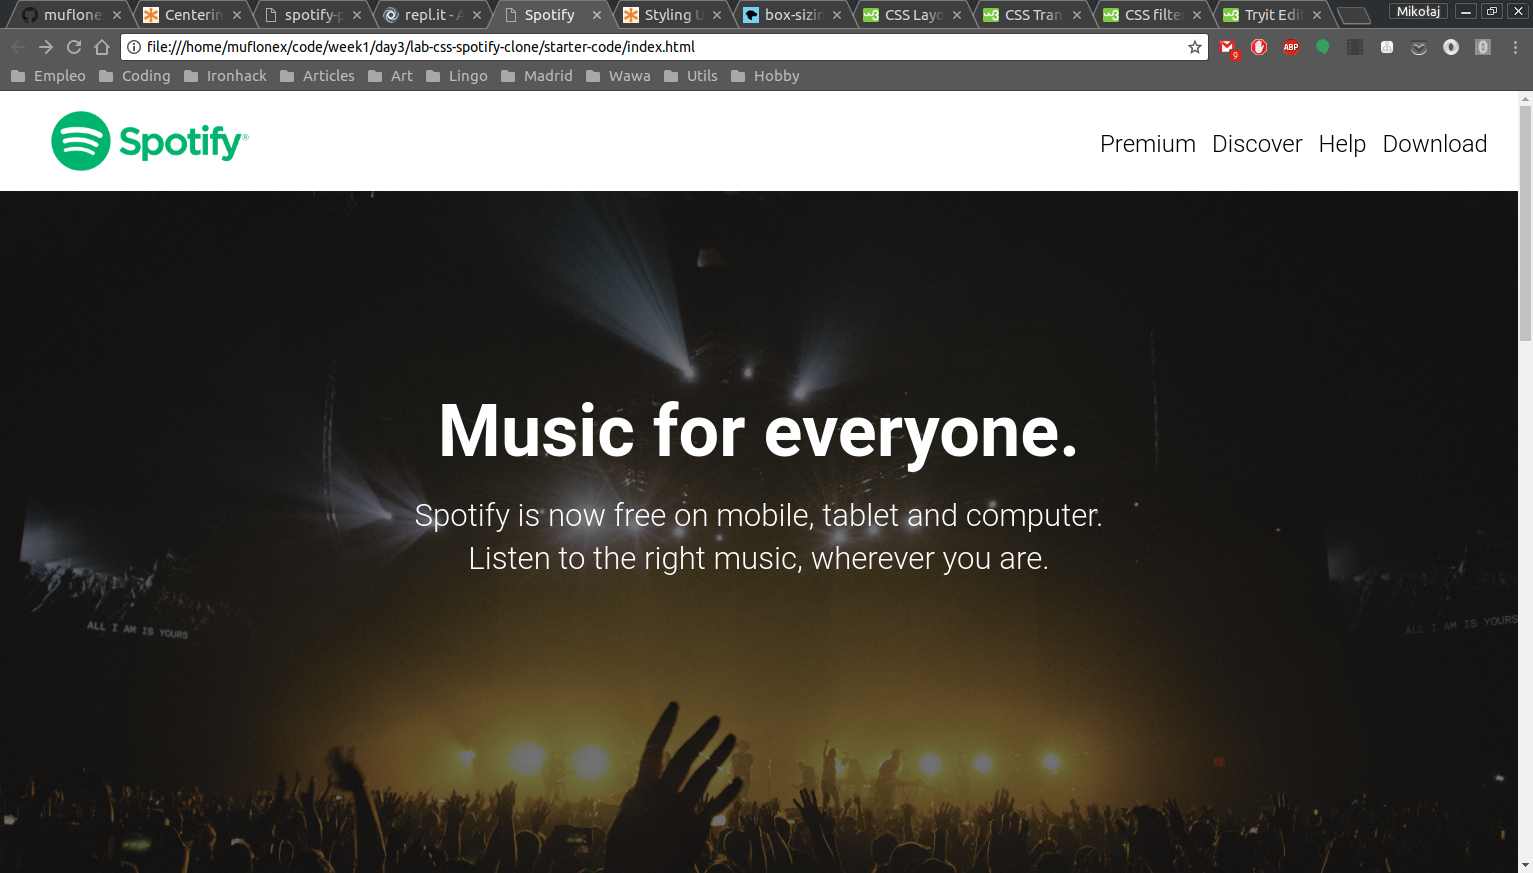 muflone
Centerin
spotify-p
repl.it - A
Spotify
Styling U
box-sizin
CSS Layo
CSS Tran
CSS filte
Tryit Edi
Mikołaj
file:///home/muflonex/code/week1/day3/lab-css-spotify-clone/starter-code/index.html
9
ABP
Empleo Coding Ironhack Articles Art Lingo Madrid Wawa Utils Hobby
Spotify®
Premium Discover Help Download
Music for everyone.
Spotify is now free on mobile, tablet and computer.
Listen to the right music, wherever you are.
ALL I AM IS YOURS
ALL I AM IS YOURS